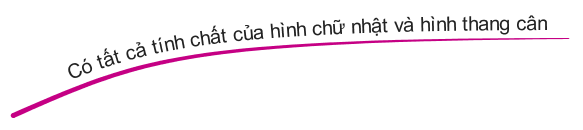 Có tất cả tính chất của hình chữ nhật và hình thang cân